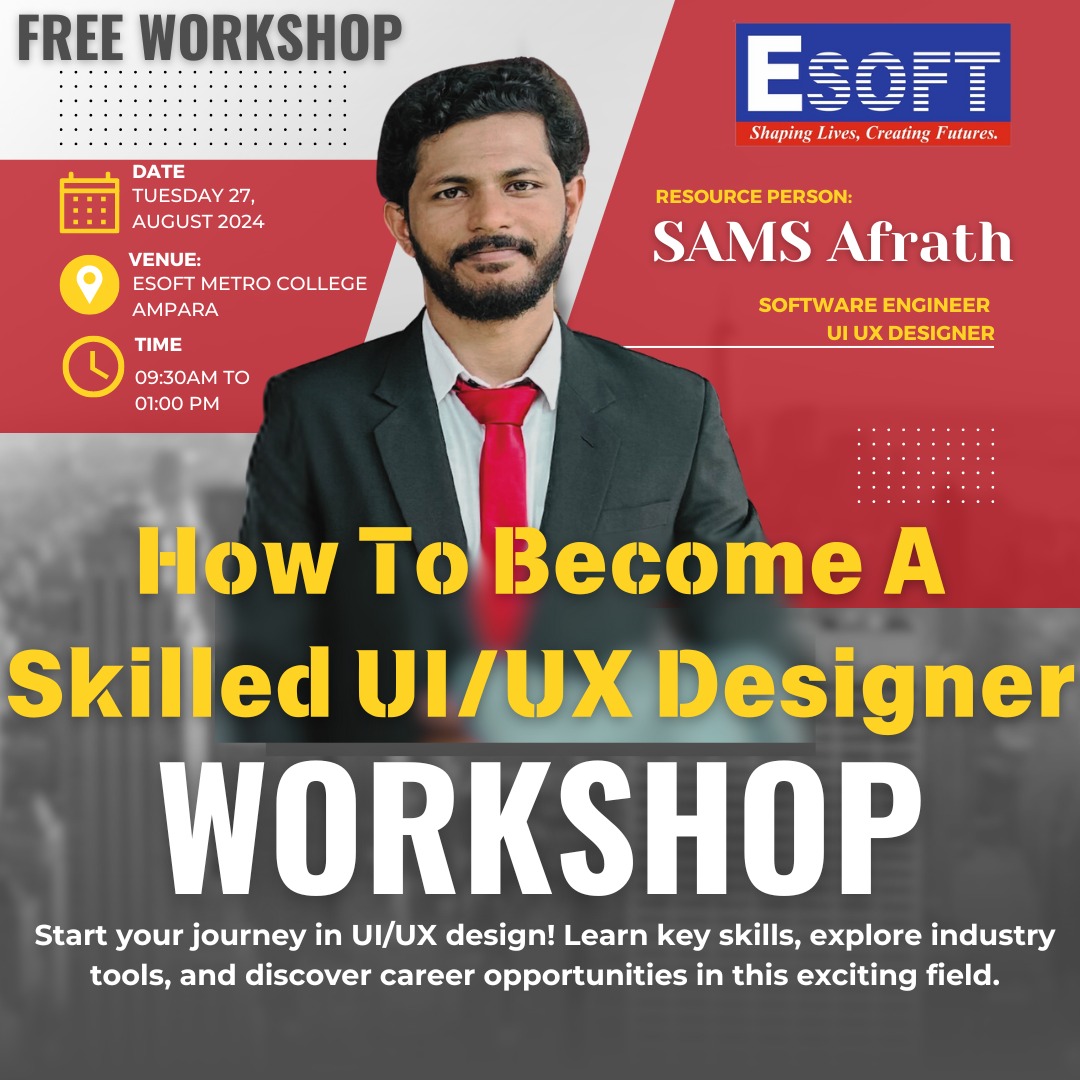 FREE WORKSHOP
ESOFT
Shaping Lives, Creating Futures.
DATE
TUESDAY 27,
AUGUST 2024
VENUE:
ESOFT METRO COLLEGE
AMPARA
TIME
09:30AM TO
01:00 PM
RESOURCE PERSON:
SAMS Afrath
SOFTWARE ENGINEER
UI UX DESIGNER
How To Become A
Skilled UI/UX Designer
WORKSHOP
Start your journey in UI/UX design! Learn key skills, explore industry
tools, and discover career opportunities in this exciting field.